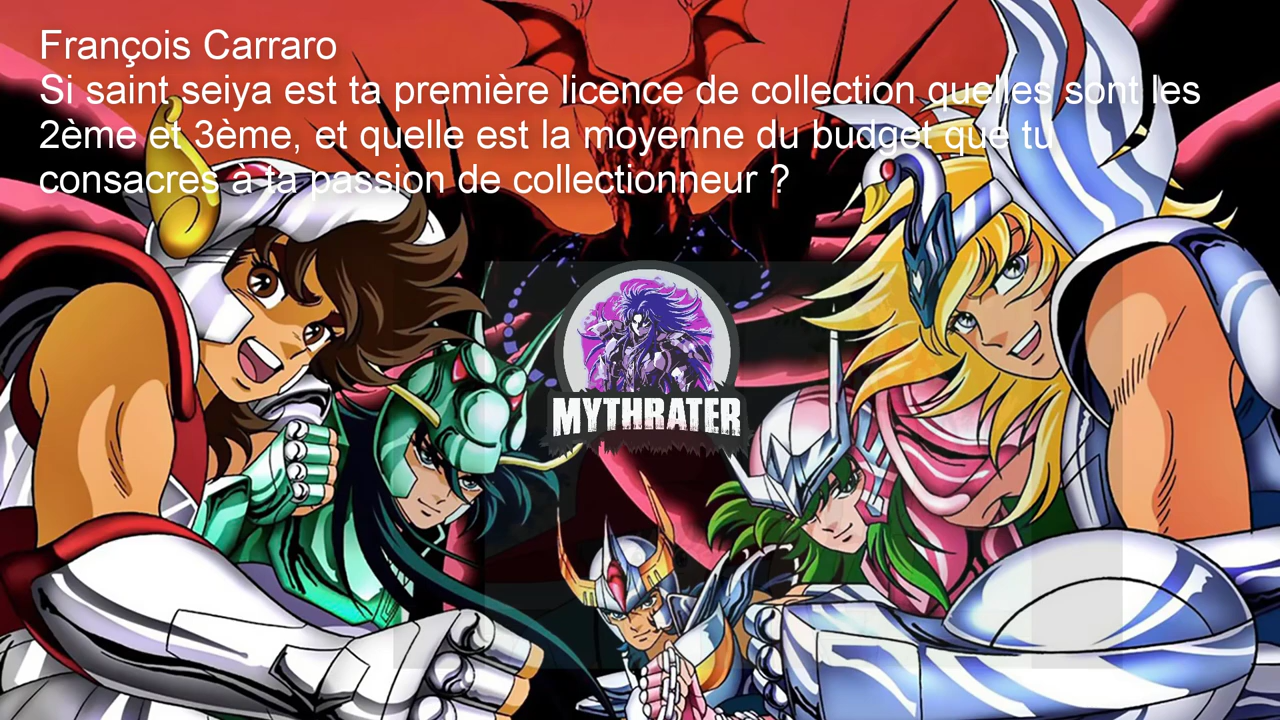 François Carraro
Si saint seiya est ta première licence de collection quelles sont les
2ème et 3ème, et quelle est la moyenne du budget que tu
consacres à ta passion de collectionneur ?
MYTHRATER